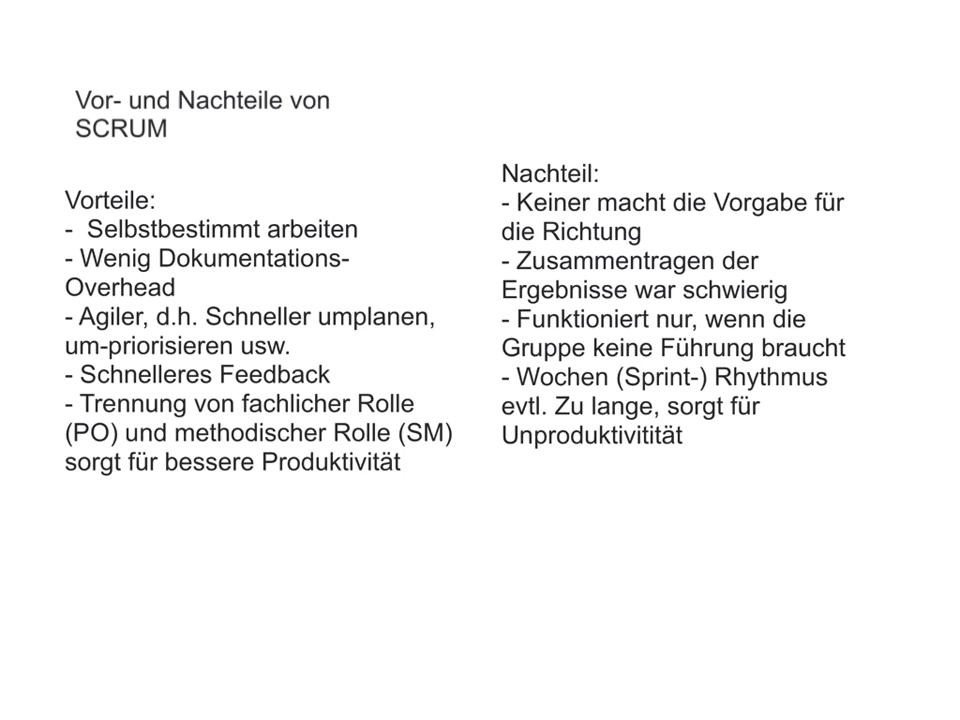 Vor- und Nachteile von
SCRUM
Vorteile:
-  Selbstbestimmt arbeiten
- Wenig Dokumentations-
Overhead
- Agiler, d.h. Schneller umplanen,
um-priorisieren usw.
- Schnelleres Feedback
- Trennung von fachlicher Rolle
(PO) und methodischer Rolle (SM)
sorgt für bessere Produktivität
Nachteil:
- Keiner macht die Vorgabe für
die Richtung
- Zusammentragen der
Ergebnisse war schwierig
- Funktioniert nur, wenn die
Gruppe keine Führung braucht
- Wochen (Sprint-) Rhythmus
evtl. Zu lange, sorgt für
Unproduktivitität